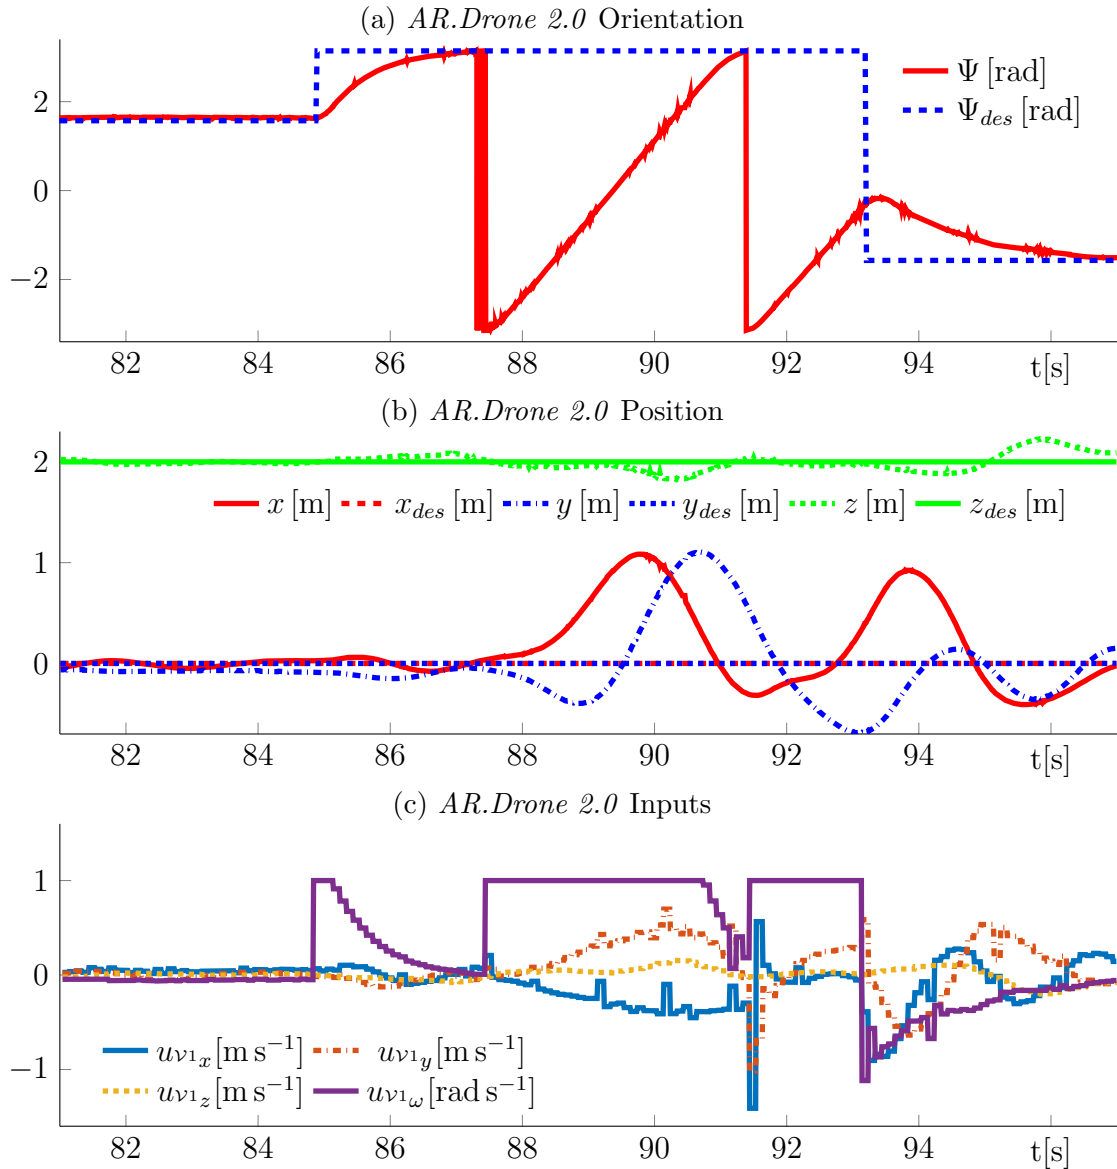 (a) AR.Drone 2.0 Orientation
Ψ [rad]
Ψ_des [rad]
2
0
−2
82 84 86 88 90 92 94 t[s]
(b) AR.Drone 2.0 Position
2
x [m] x_des [m] y [m] y_des [m] z [m] z_des [m]
1
0
82 84 86 88 90 92 94 t[s]
(c) AR.Drone 2.0 Inputs
1
0
−1
u_ν1x [m s⁻¹] u_ν1y [m s⁻¹]
u_ν1z [m s⁻¹] u_ν1ω [rad s⁻¹]
82 84 86 88 90 92 94 t[s]